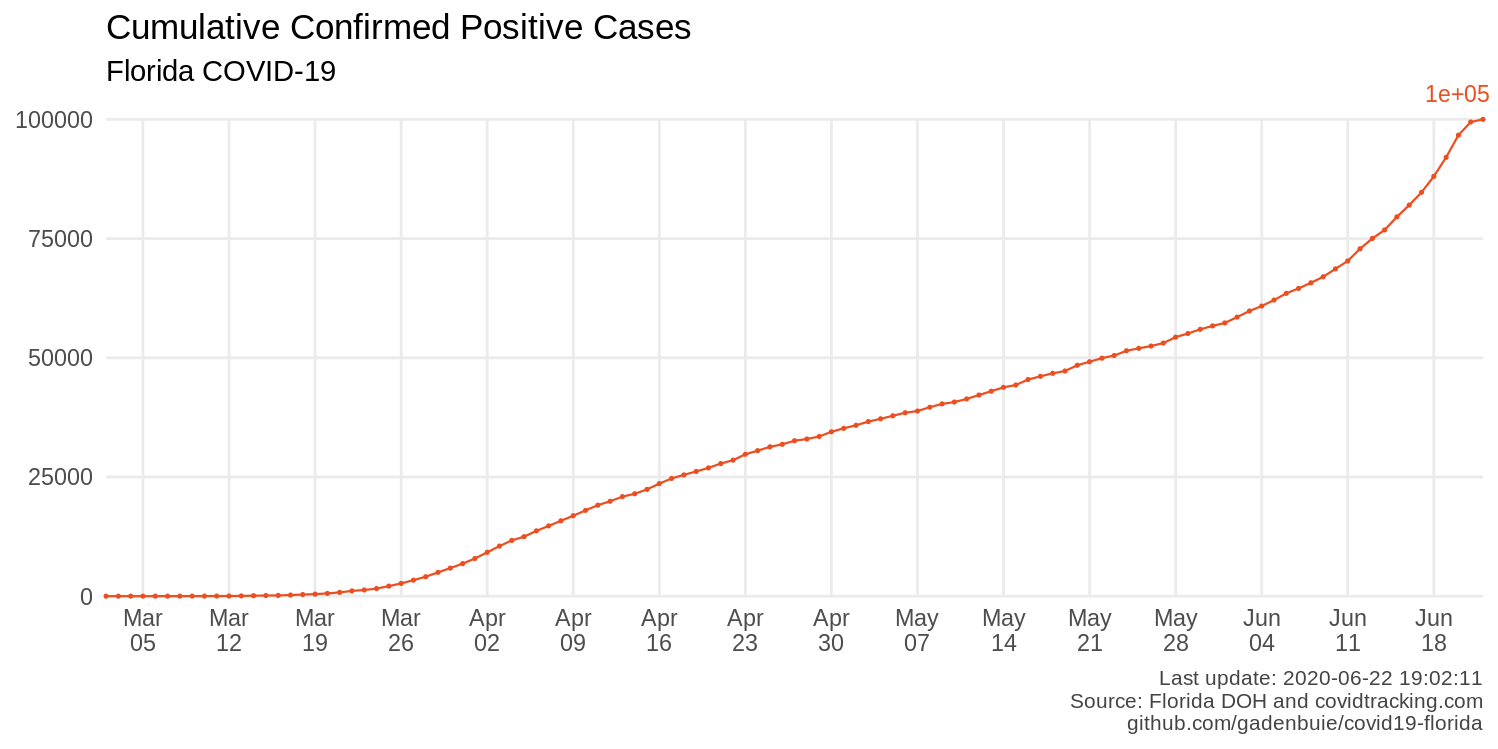 Cumulative Confirmed Positive Cases
Florida COVID-19
1e+05
100000
75000
50000
25000
0
Mar Mar Mar Mar Apr Apr Apr Apr Apr May May May May Jun Jun Jun
05 12 19 26 02 09 16 23 30 07 14 21 28 04 11 18
Last update: 2020-06-22 19:02:11
Source: Florida DOH and covidtracking.com
github.com/gadenbuie/covid19-florida